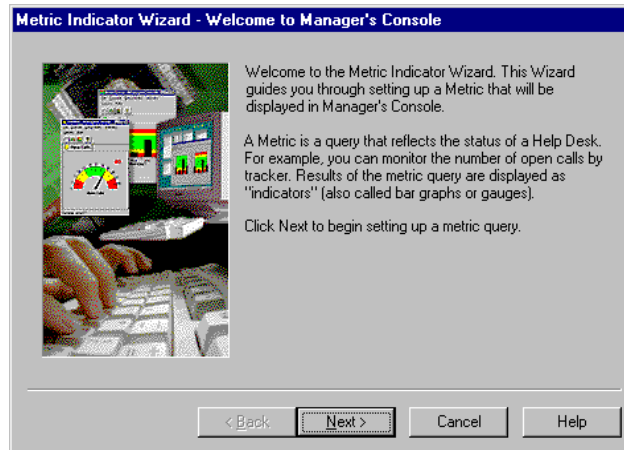 Metric Indicator Wizard - Welcome to Manager's Console
Welcome to the Metric Indicator Wizard. This Wizard
guides you through setting up a Metric that will be
displayed in Manager's Console.
A Metric is a query that reflects the status of a Help Desk.
For example, you can monitor the number of open calls by
tracker. Results of the metric query are displayed as
"indicators" (also called bar graphs or gauges).
Click Next to begin setting up a metric query.
< Back
Next >
Cancel
Help